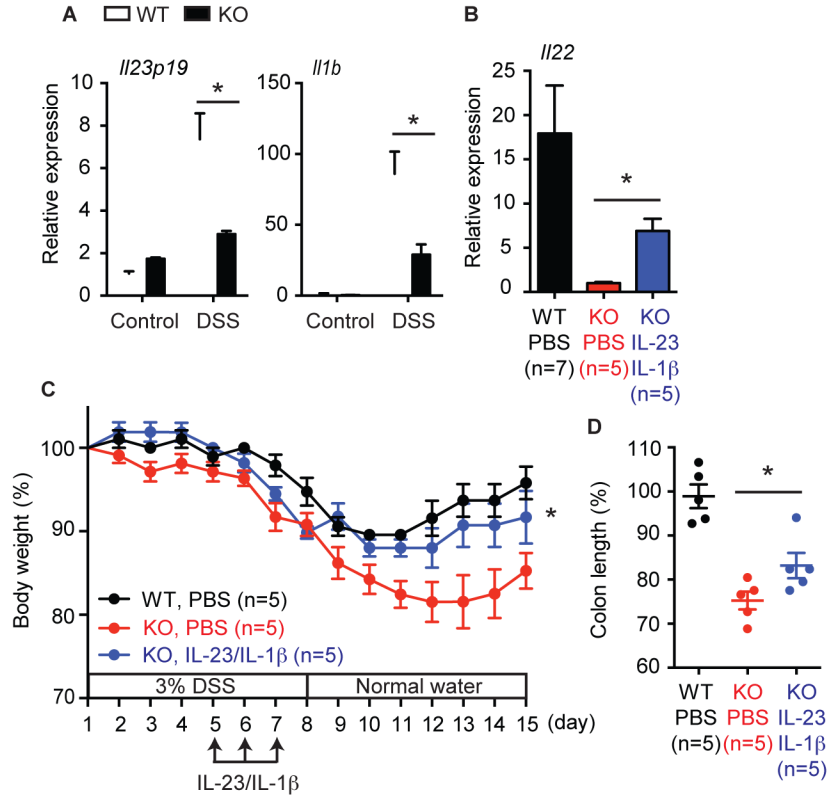 A
WT
KO
Il23p19
Il1b
Relative expression
10
8
6
4
2
0
*
Control
DSS
150
100
50
0
*
Control
DSS
B
Il22
Relative expression
25
20
15
10
5
0
*
WT
PBS
(n=7)
KO
PBS
(n=5)
KO
IL-23
IL-1β
(n=5)
C
Body weight (%)
100
90
80
70
WT, PBS (n=5)
KO, PBS (n=5)
KO, IL-23/IL-1β (n=5)
*
3% DSS
Normal water
1 2 3 4 5 6 7 8 9 10 11 12 13 14 15 (day)
IL-23/IL-1β
D
Colon length (%)
110
100
90
80
70
60
*
WT
PBS
(n=5)
KO
PBS
(n=5)
KO
IL-23
IL-1β
(n=5)